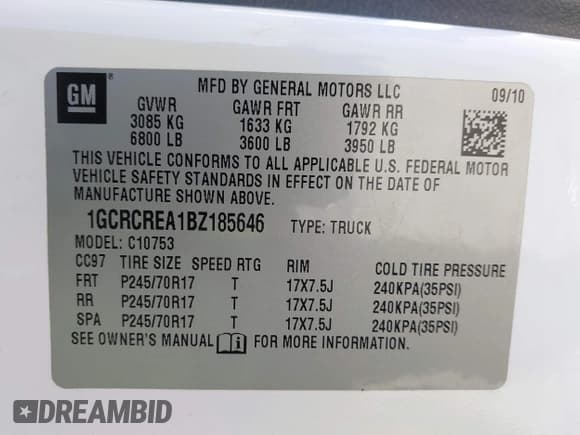 GM ®
MFD BY GENERAL MOTORS LLC 09/10
GVWR GAWR FRT GAWR RR
3085 KG 1633 KG 1792 KG
6800 LB 3600 LB 3950 LB
THIS VEHICLE CONFORMS TO ALL APPLICABLE U.S. FEDERAL MOTOR
VEHICLE SAFETY STANDARDS IN EFFECT ON THE DATE OF
MANUFACTURE SHOWN ABOVE.
1GCRCREA1BZ185646 TYPE: TRUCK
MODEL: C10753
CC97 TIRE SIZE SPEED RTG RIM COLD TIRE PRESSURE
FRT P245/70R17 T 17X7.5J 240KPA(35PSI)
RR P245/70R17 T 17X7.5J 240KPA(35PSI)
SPA P245/70R17 T 17X7.5J 240KPA(35PSI)
SEE OWNER'S MANUAL FOR MORE INFORMATION.
DREAMBID